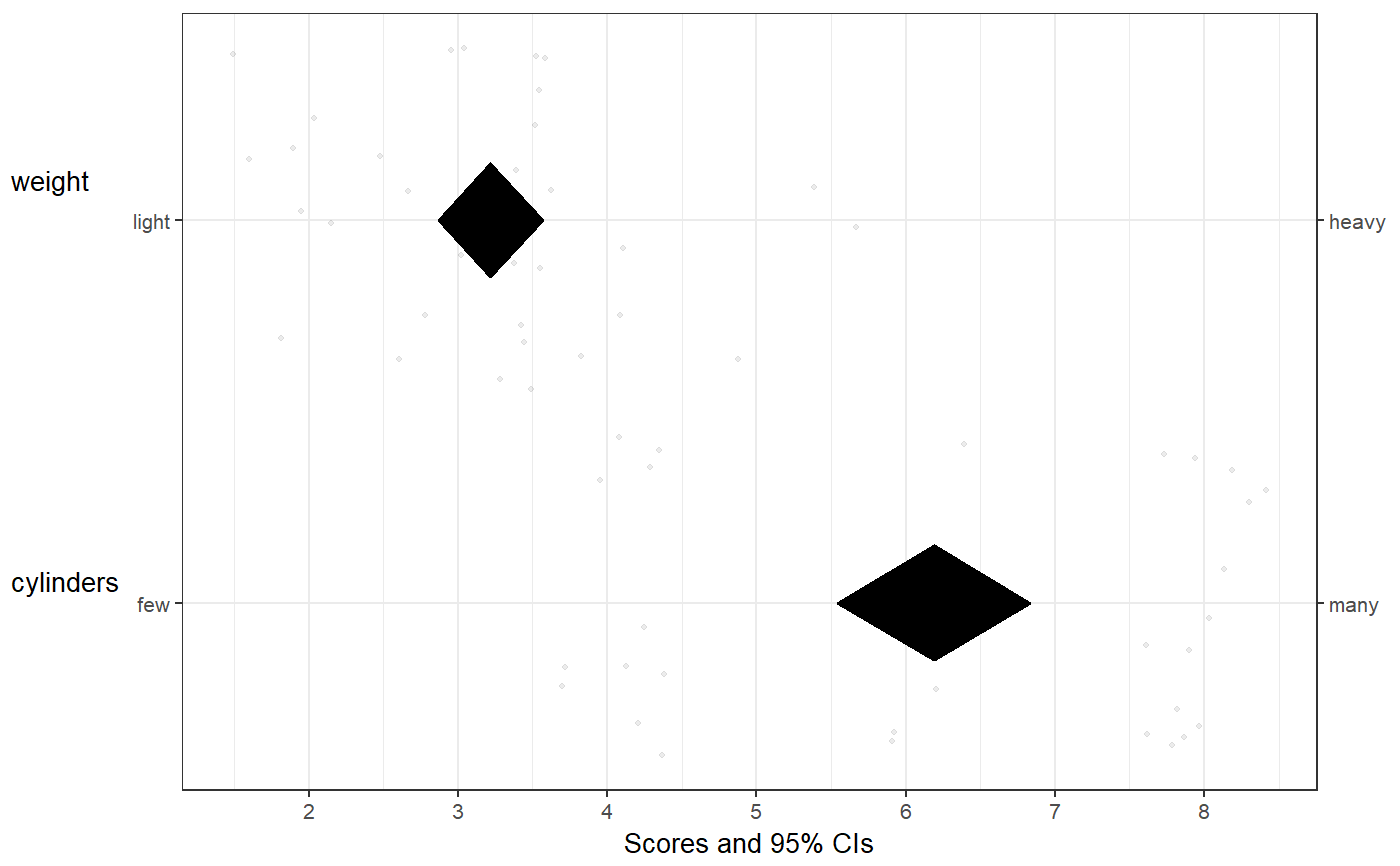 weight
light
heavy
cylinders
few
many
2 3 4 5 6 7 8
Scores and 95% CIs